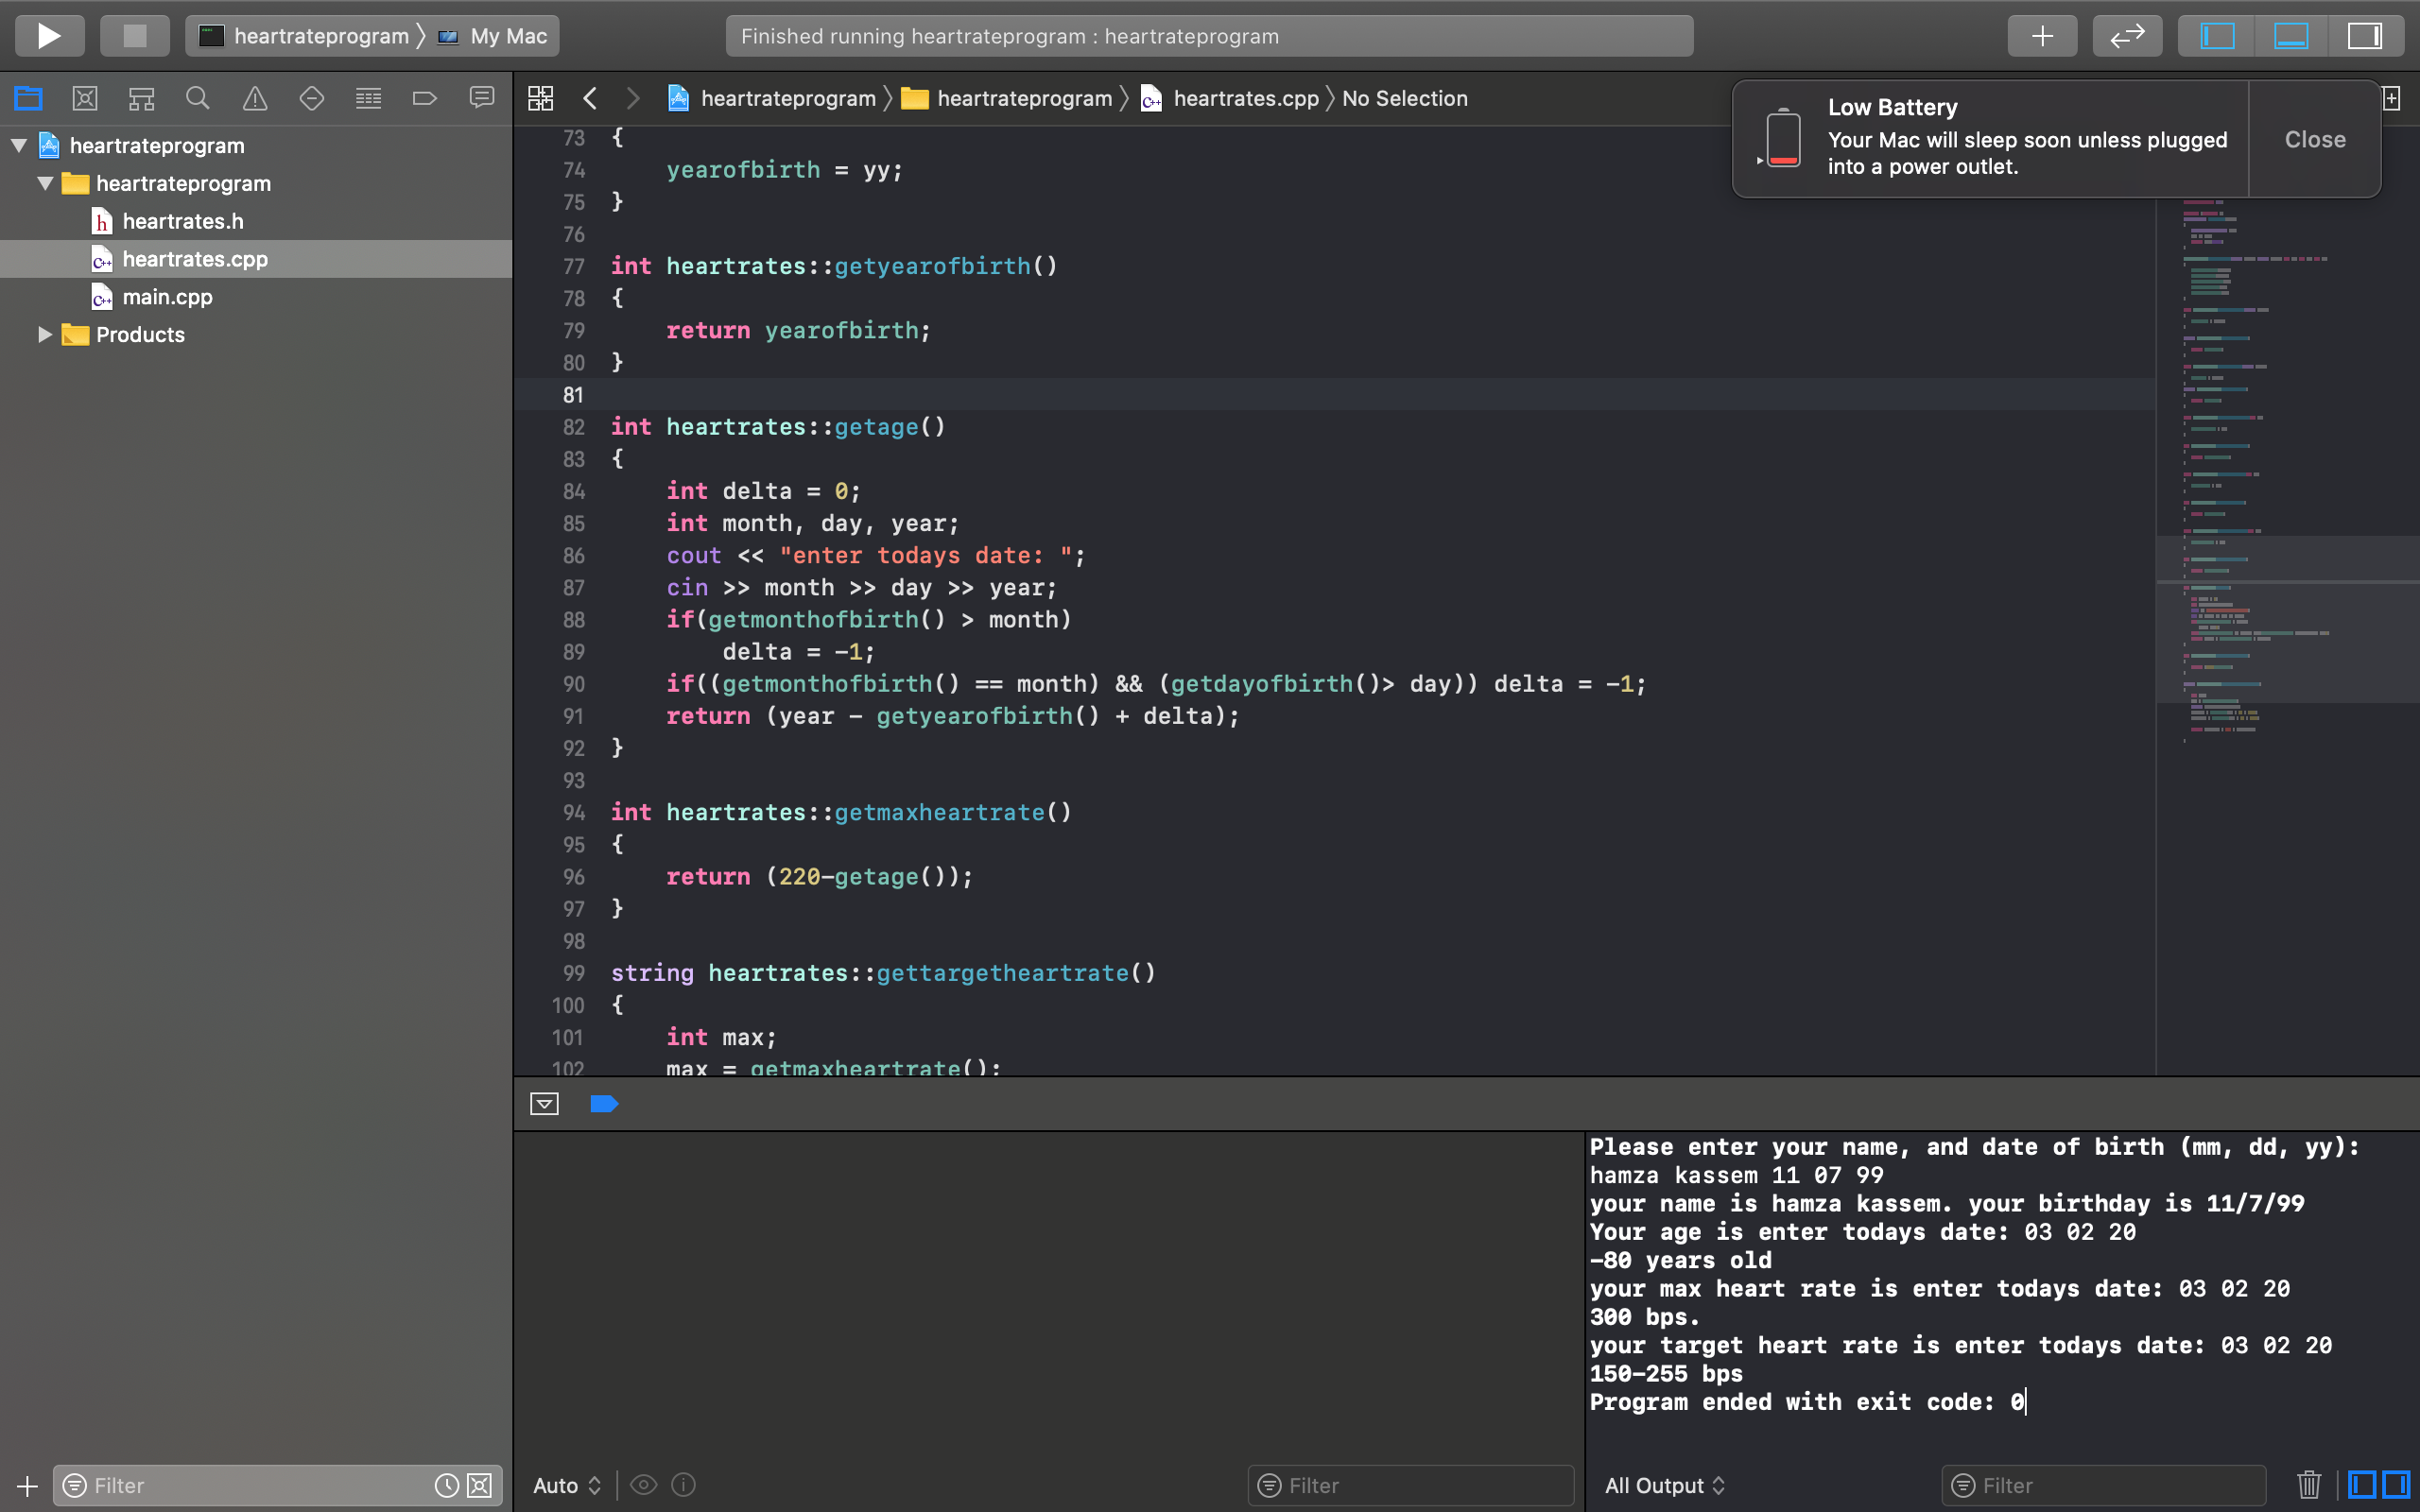 heartrateprogram 〉 My Mac
Finished running heartrateprogram : heartrateprogram
heartrateprogram 〉 heartrateprogram 〉 heartrates.cpp 〉 No Selection
Low Battery
Your Mac will sleep soon unless plugged
into a power outlet.
Close
heartrateprogram
heartrateprogram
heartrates.h
heartrates.cpp
main.cpp
Products
73 {
74     yearofbirth = yy;
75 }
76
77 int heartrates::getyearofbirth()
78 {
79     return yearofbirth;
80 }
81
82 int heartrates::getage()
83 {
84     int delta = 0;
85     int month, day, year;
86     cout << "enter todays date: ";
87     cin >> month >> day >> year;
88     if(getmonthofbirth() > month)
89         delta = -1;
90     if((getmonthofbirth() == month) && (getdayofbirth()> day)) delta = -1;
91     return (year - getyearofbirth() + delta);
92 }
93
94 int heartrates::getmaxheartrate()
95 {
96     return (220-getage());
97 }
98
99 string heartrates::gettargetheartrate()
100 {
101     int max;
102     max = getmaxheartrate();
Please enter your name, and date of birth (mm, dd, yy):
hamza kassem 11 07 99
your name is hamza kassem. your birthday is 11/7/99
Your age is enter todays date: 03 02 20
-80 years old
your max heart rate is enter todays date: 03 02 20
300 bps.
your target heart rate is enter todays date: 03 02 20
150-255 bps
Program ended with exit code: 0
Filter
Auto
Filter
All Output
Filter